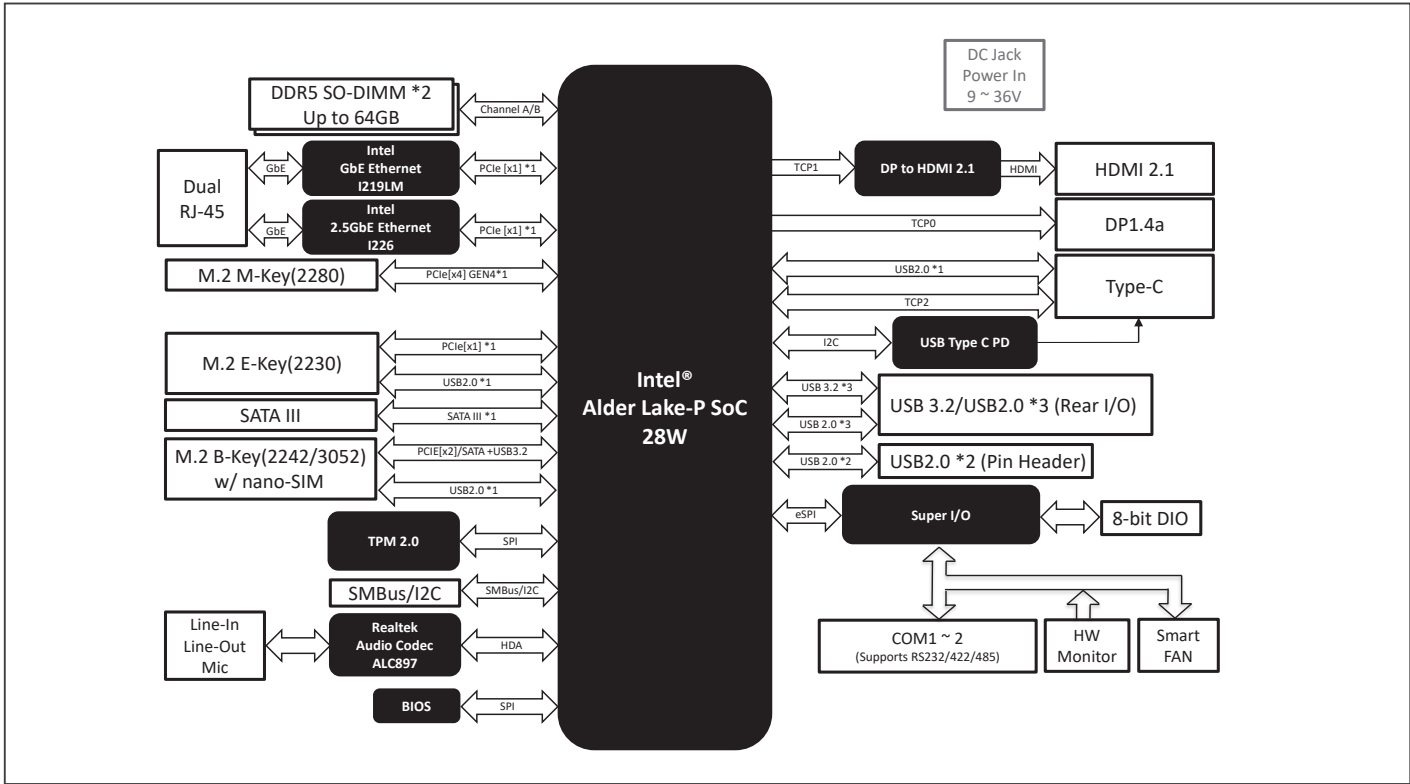 DC Jack
Power In
9 ~ 36V
DDR5 SO-DIMM *2
Up to 64GB
Channel A/B
Dual
RJ-45
GbE
Intel
GbE Ethernet
I219LM
PCIe [x1] *1
GbE
Intel
2.5GbE Ethernet
I226
PCIe [x1] *1
M.2 M-Key(2280)
PCIe[x4] GEN4*1
M.2 E-Key(2230)
PCIe[x1] *1
USB2.0 *1
SATA III
SATA III *1
M.2 B-Key(2242/3052)
w/ nano-SIM
PCIE[x2]/SATA +USB3.2
USB2.0 *1
TPM 2.0
SPI
SMBus/I2C
SMBus/I2C
Line-In
Line-Out
Mic
Realtek
Audio Codec
ALC897
HDA
BIOS
SPI
Intel®
Alder Lake-P SoC
28W
TCP1
DP to HDMI 2.1
HDMI
HDMI 2.1
TCP0
DP1.4a
USB2.0 *1
TCP2
Type-C
I2C
USB Type C PD
USB 3.2 *3
USB 2.0 *3
USB 3.2/USB2.0 *3 (Rear I/O)
USB 2.0 *2
USB2.0 *2 (Pin Header)
eSPI
Super I/O
8-bit DIO
COM1 ~ 2
(Supports RS232/422/485)
HW
Monitor
Smart
FAN